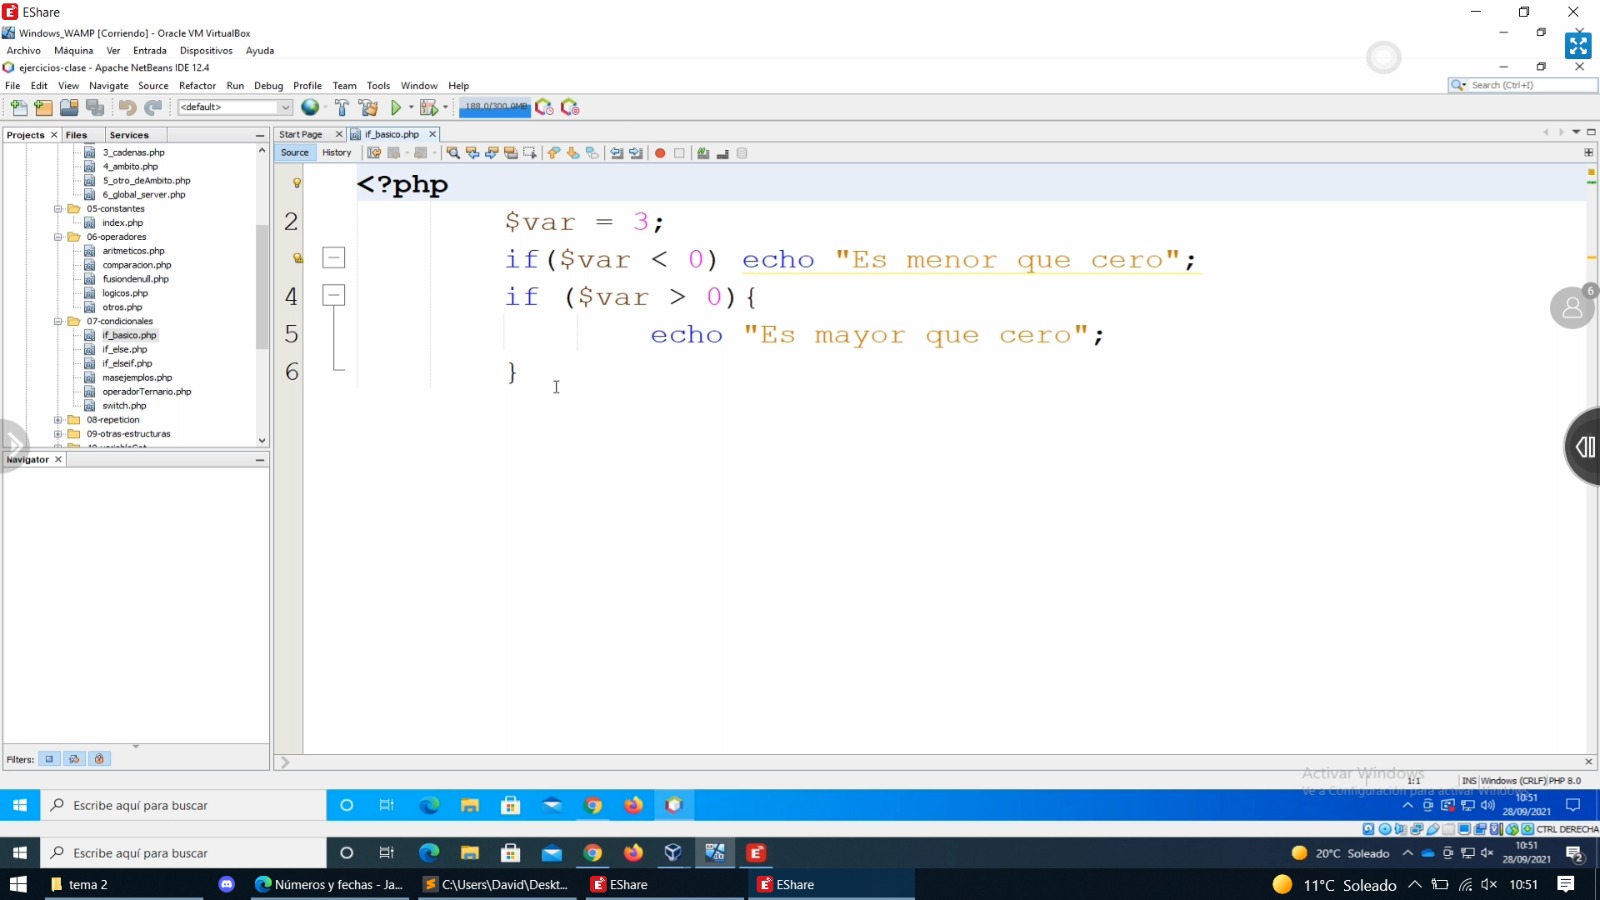 EShare
Windows_WAMP [Corriendo] - Oracle VM VirtualBox
Archivo Máquina Ver Entrada Dispositivos Ayuda
ejercicios-clase - Apache NetBeans IDE 12.4
File Edit View Navigate Source Refactor Run Debug Profile Team Tools Window Help
Search (Ctrl+I)
<default>
188,0/300,0MB
Projects Files Services
Start Page if_basico.php
Source History
3_cadenas.php
4_ambito.php
5_otro_deAmbito.php
6_global_server.php
05-constantes
index.php
06-operadores
aritmeticos.php
comparacion.php
fusiondenull.php
logicos.php
otros.php
07-condicionales
if_basico.php
if_else.php
if_elseif.php
masejemplos.php
operadorTernario.php
switch.php
08-repeticion
09-otras-estructuras
<?php
2 $var = 3;
if($var < 0) echo "Es menor que cero";
4 if ($var > 0){
5 echo "Es mayor que cero";
6 }
6
Navigator
Filters:
Activar Windows
Ve a Configuración para activar Windows.
1:1 INS Windows (CRLF) PHP 8.0
Escribe aquí para buscar
10:51
28/09/2021
CTRL DERECHA
Escribe aquí para buscar
20°C Soleado
10:51
28/09/2021
2
tema 2
Números y fechas - Ja...
C:\Users\David\Deskt...
EShare
EShare
11°C Soleado
10:51